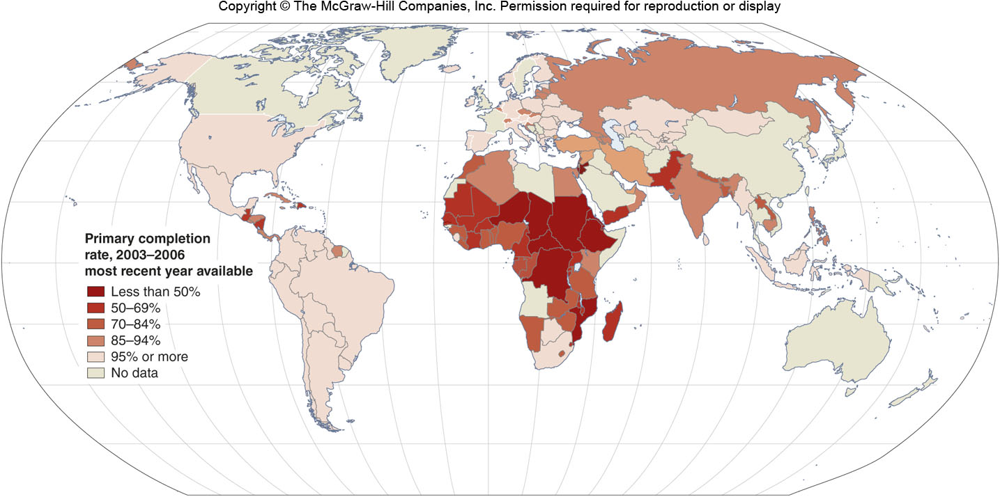 Copyright © The McGraw-Hill Companies, Inc. Permission required for reproduction or display
Primary completion
rate, 2003–2006
most recent year available
Less than 50%
50–69%
70–84%
85–94%
95% or more
No data